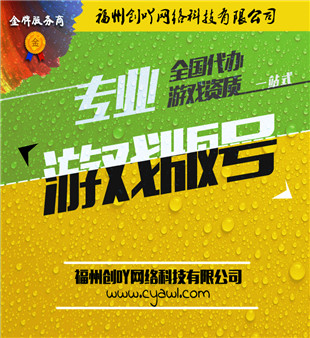 金牌服务商
福州创吖网络科技有限公司
金
专业!
全国代办
游戏资质
一站式
游戏版号
福州创吖网络科技有限公司
www.cyawl.com